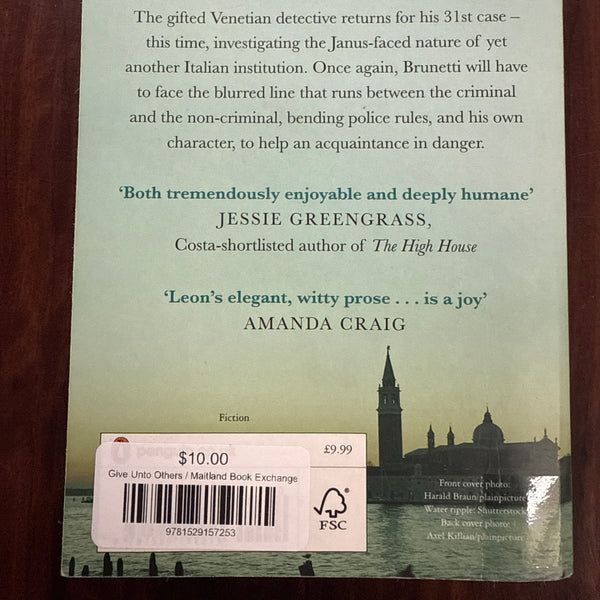 The gifted Venetian detective returns for his 31st case –
this time, investigating the Janus-faced nature of yet
another Italian institution. Once again, Brunetti will have
to face the blurred line that runs between the criminal
and the non-criminal, bending police rules, and his own
character, to help an acquaintance in danger.
‘Both tremendously enjoyable and deeply humane’
JESSIE GREENGRASS,
Costa-shortlisted author of The High House
‘Leon’s elegant, witty prose . . . is a joy’
AMANDA CRAIG
Fiction
£9.99
$10.00
Give Unto Others / Maitland Book Exchange
9781529157253
FSC
Front cover photo:
Harald Braun/plainpicture
Water ripple: Shutterstock
Back cover photo:
Axel Killian/plainpicture